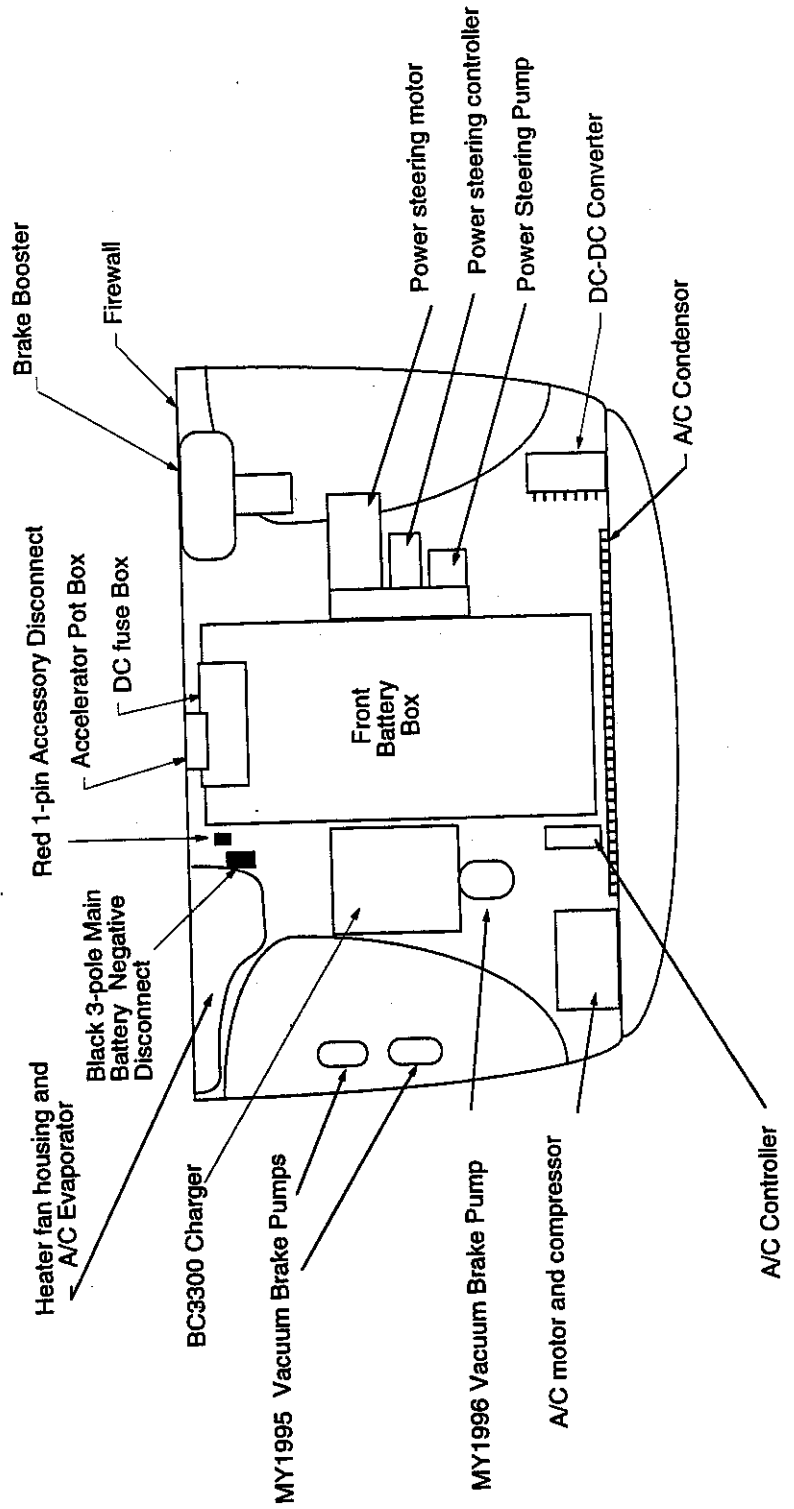 Brake Booster
Firewall
Red 1-pin Accessory Disconnect
Accelerator Pot Box
DC fuse Box
Black 3-pole Main
Battery Negative
Disconnect
Heater fan housing and
A/C Evaporator
Power steering motor
Power steering controller
Power Steering Pump
DC-DC Converter
A/C Condensor
Front
Battery
Box
BC3300 Charger
MY1995 Vacuum Brake Pumps
MY1996 Vacuum Brake Pump
A/C motor and compressor
A/C Controller